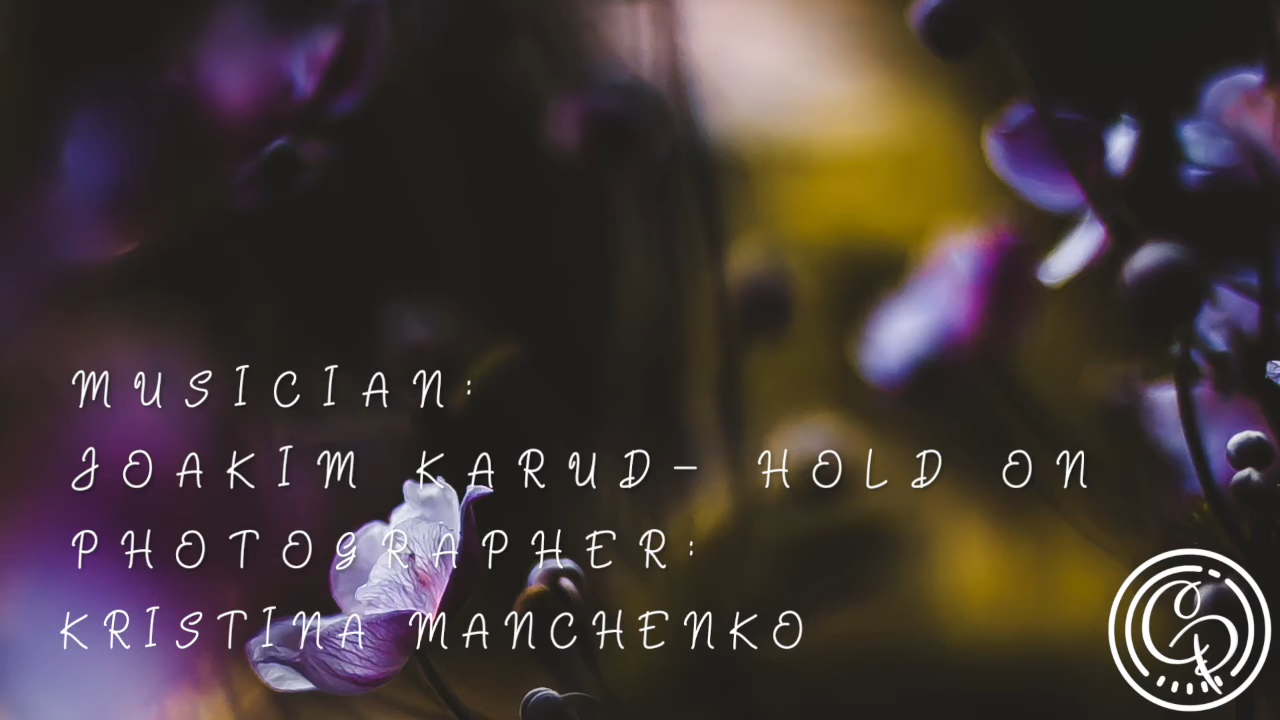 MUSICIAN:
JOAKIM KARUD- HOLD ON
PHOTOGRAPHER:
KRISTINA MANCHENKO